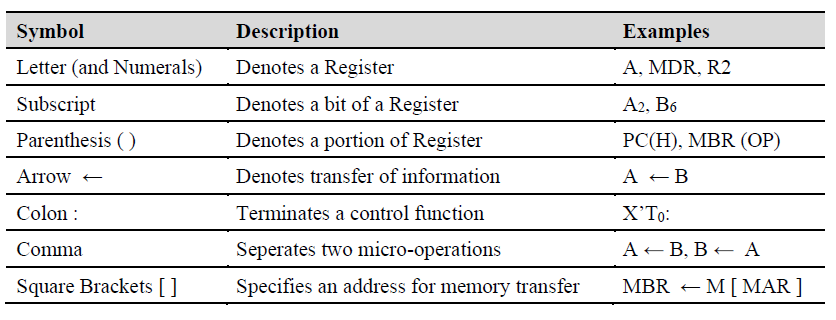 Symbol Description Examples
Letter (and Numerals) Denotes a Register A, MDR, R2
Subscript Denotes a bit of a Register A₂, B₆
Parenthesis ( ) Denotes a portion of Register PC(H), MBR (OP)
Arrow ← Denotes transfer of information A ← B
Colon : Terminates a control function X’T₀:
Comma Seperates two micro-operations A ← B, B ← A
Square Brackets [ ] Specifies an address for memory transfer MBR ← M [ MAR ]